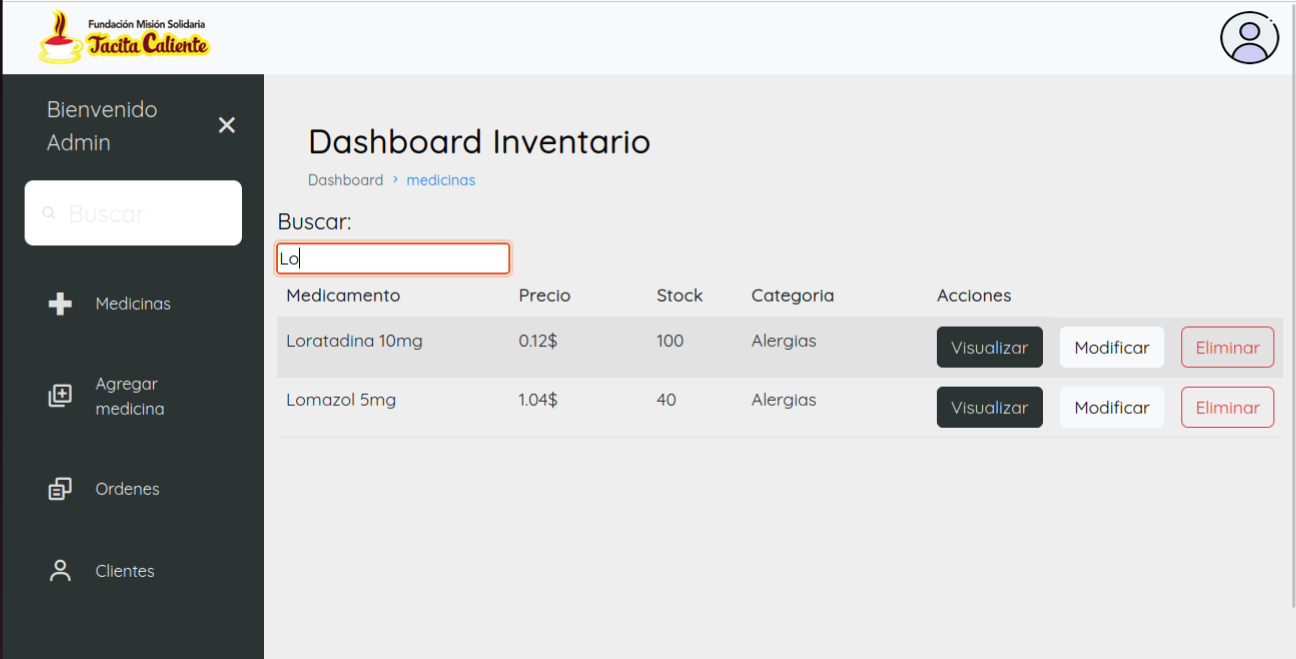 Fundación Misión Solidaria
Tacita Caliente
Bienvenido
Admin
Buscar
Medicinas
Agregar
medicina
Ordenes
Clientes
Dashboard Inventario
Dashboard > medicinas
Buscar:
Lo
Medicamento Precio Stock Categoria Acciones
Loratadina 10mg 0.12$ 100 Alergias Visualizar Modificar Eliminar
Lomazol 5mg 1.04$ 40 Alergias Visualizar Modificar Eliminar